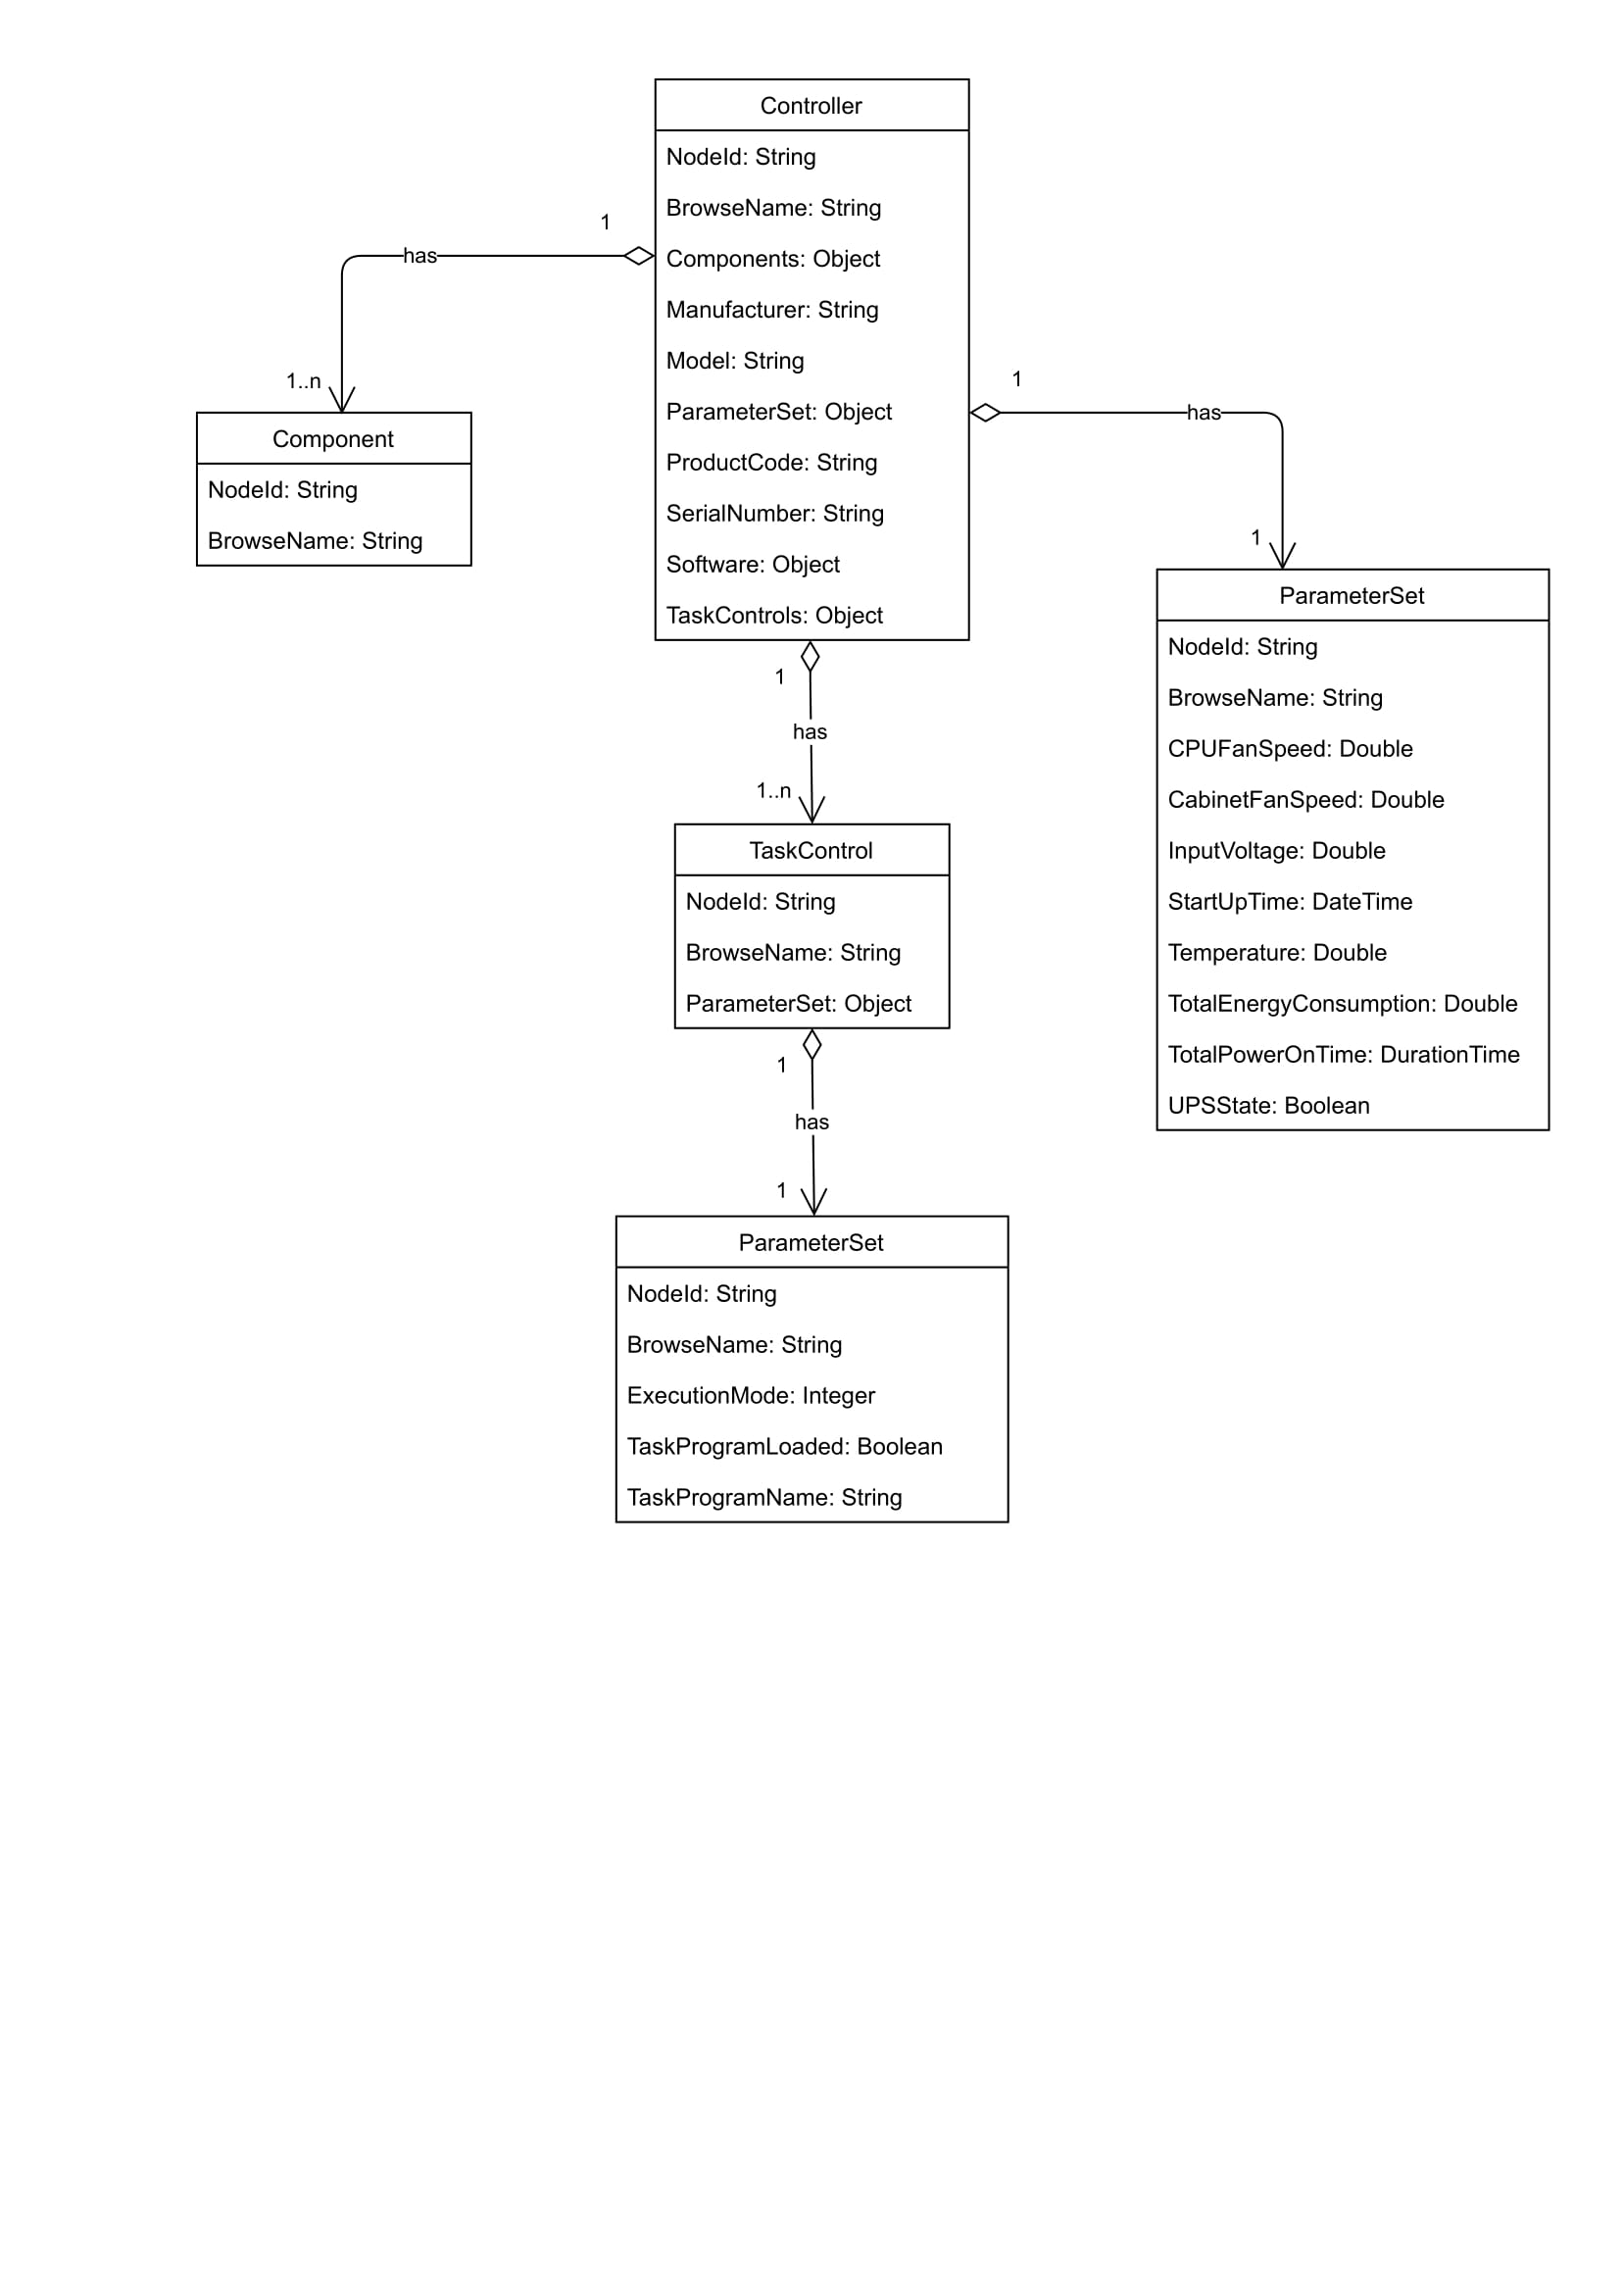 Controller
NodeId: String
BrowseName: String
Components: Object
Manufacturer: String
Model: String
ParameterSet: Object
ProductCode: String
SerialNumber: String
Software: Object
TaskControls: Object
1
has
1..n
Component
NodeId: String
BrowseName: String
1
has
1
ParameterSet
NodeId: String
BrowseName: String
CPUFanSpeed: Double
CabinetFanSpeed: Double
InputVoltage: Double
StartUpTime: DateTime
Temperature: Double
TotalEnergyConsumption: Double
TotalPowerOnTime: DurationTime
UPSState: Boolean
1
has
1..n
TaskControl
NodeId: String
BrowseName: String
ParameterSet: Object
1
has
1
ParameterSet
NodeId: String
BrowseName: String
ExecutionMode: Integer
TaskProgramLoaded: Boolean
TaskProgramName: String